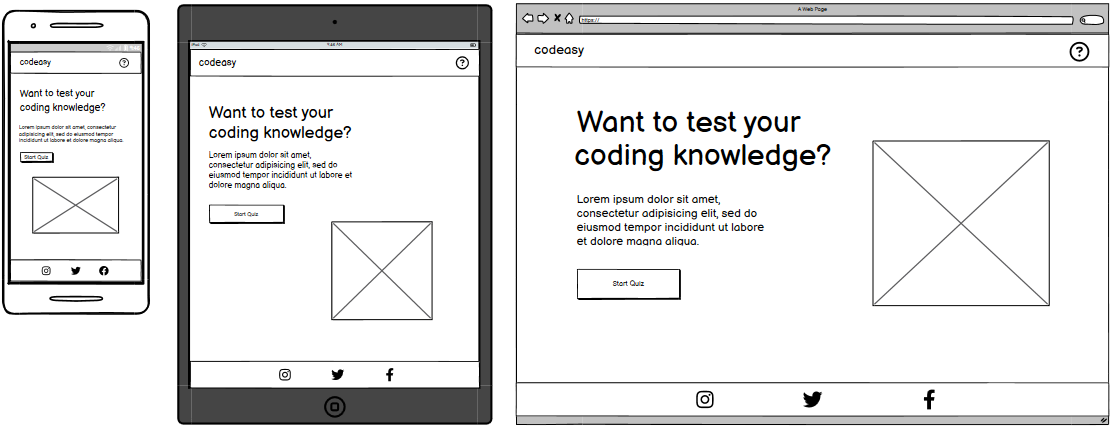 codeasy
Want to test your
coding knowledge?
Lorem ipsum dolor sit amet, consectetur
adipisicing elit, sed do eiusmod tempor
incididunt ut labore et dolore magna aliqua.
Start Quiz
iPad
9:48 AM
codeasy
Want to test your
coding knowledge?
Lorem ipsum dolor sit amet,
consectetur adipisicing elit, sed do
eiusmod tempor incididunt ut labore et
dolore magna aliqua.
Start Quiz
A Web Page
https://
codeasy
Want to test your
coding knowledge?
Lorem ipsum dolor sit amet,
consectetur adipisicing elit, sed do
eiusmod tempor incididunt ut labore
et dolore magna aliqua.
Start Quiz